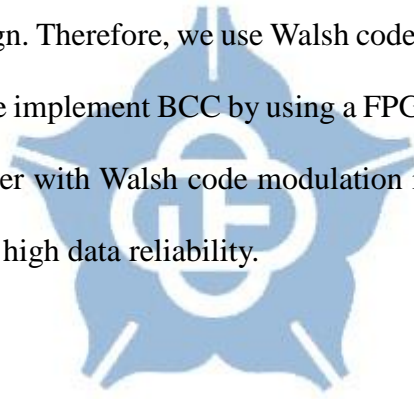 gn. Therefore, we use Walsh code
e implement BCC by using a FPG
er with Walsh code modulation
high data reliability.